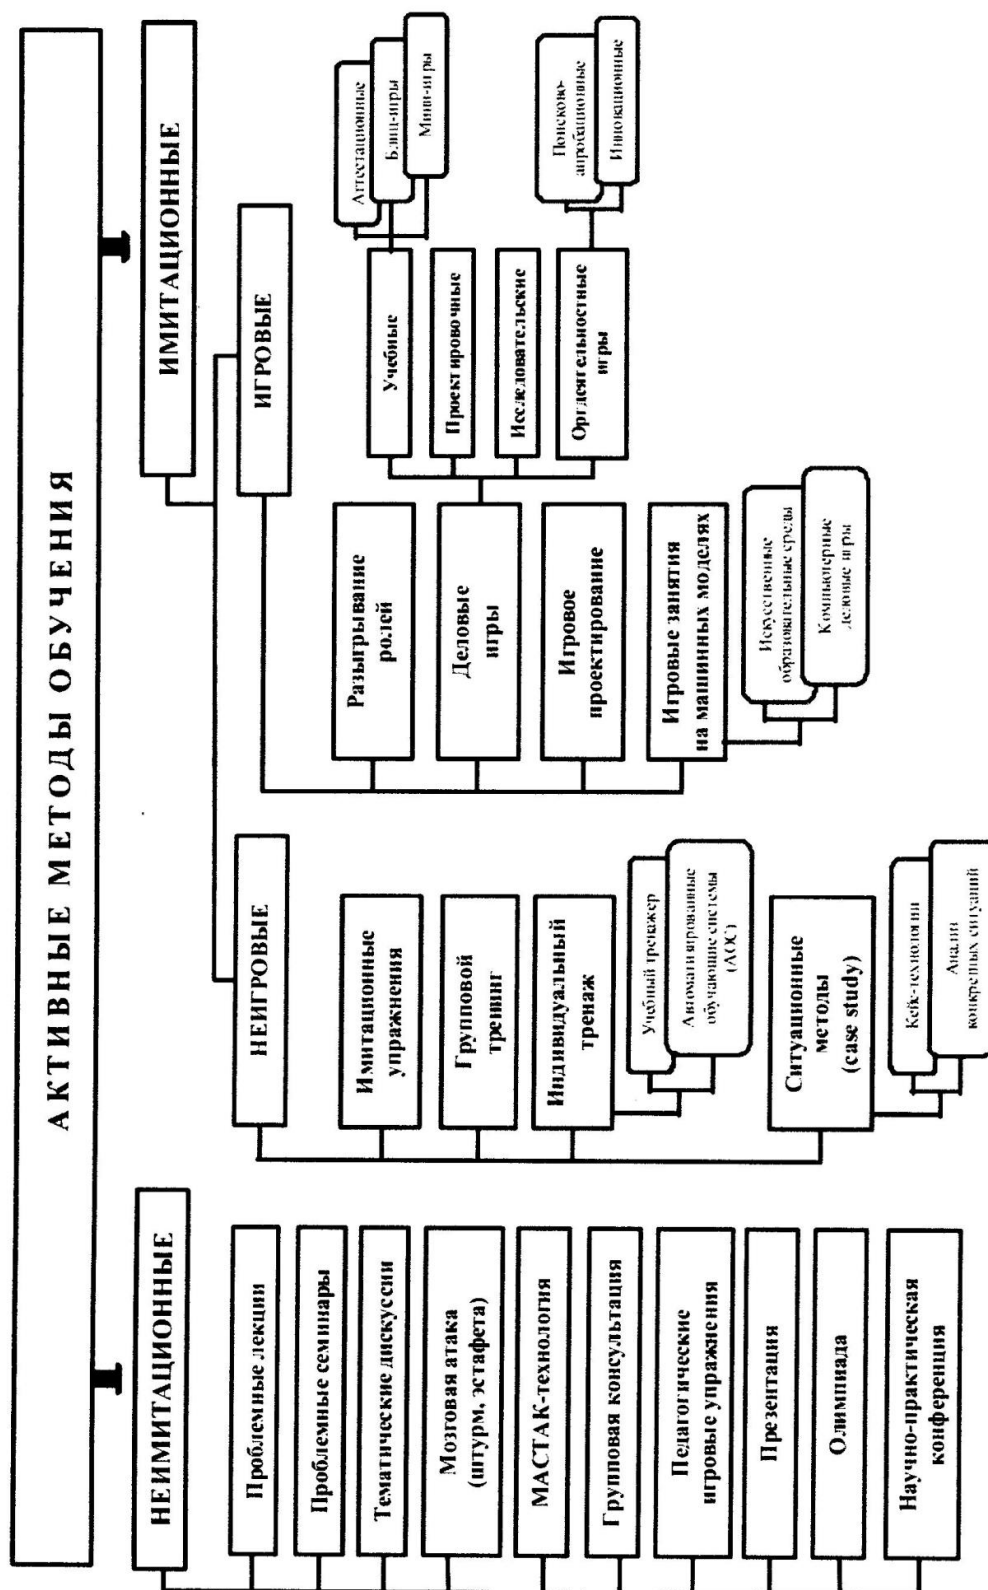 АКТИВНЫЕ МЕТОДЫ ОБУЧЕНИЯ
НЕИМИТАЦИОННЫЕ
Проблемные лекции
Проблемные семинары
Тематические дискуссии
Мозговая атака
(штурм, эстафета)
МАСТАК-технология
Групповая консультация
Педагогические
игровые упражнения
Презентация
Олимпиада
Научно-практическая
конференция
ИМИТАЦИОННЫЕ
НЕИГРОВЫЕ
Имитационные
упражнения
Групповой
тренинг
Индивидуальный
тренаж
Учебный тренажер
Автоматизированные
обучающие системы
(АОС)
Ситуационные
методы
(case study)
Кейс-технологии
Анализ
конкретных ситуаций
ИГРОВЫЕ
Разыгрывание
ролей
Деловые
игры
Учебные
Аттестационные
Блиц-игры
Мини-игры
Проектировочные
Исследовательские
Оргдеятельностные
игры
Поисково-
апробационные
Инновационные
Игровое
проектирование
Игровые занятия
на машинных моделях
Искусственные
образовательные среды
Компьютерные
деловые игры